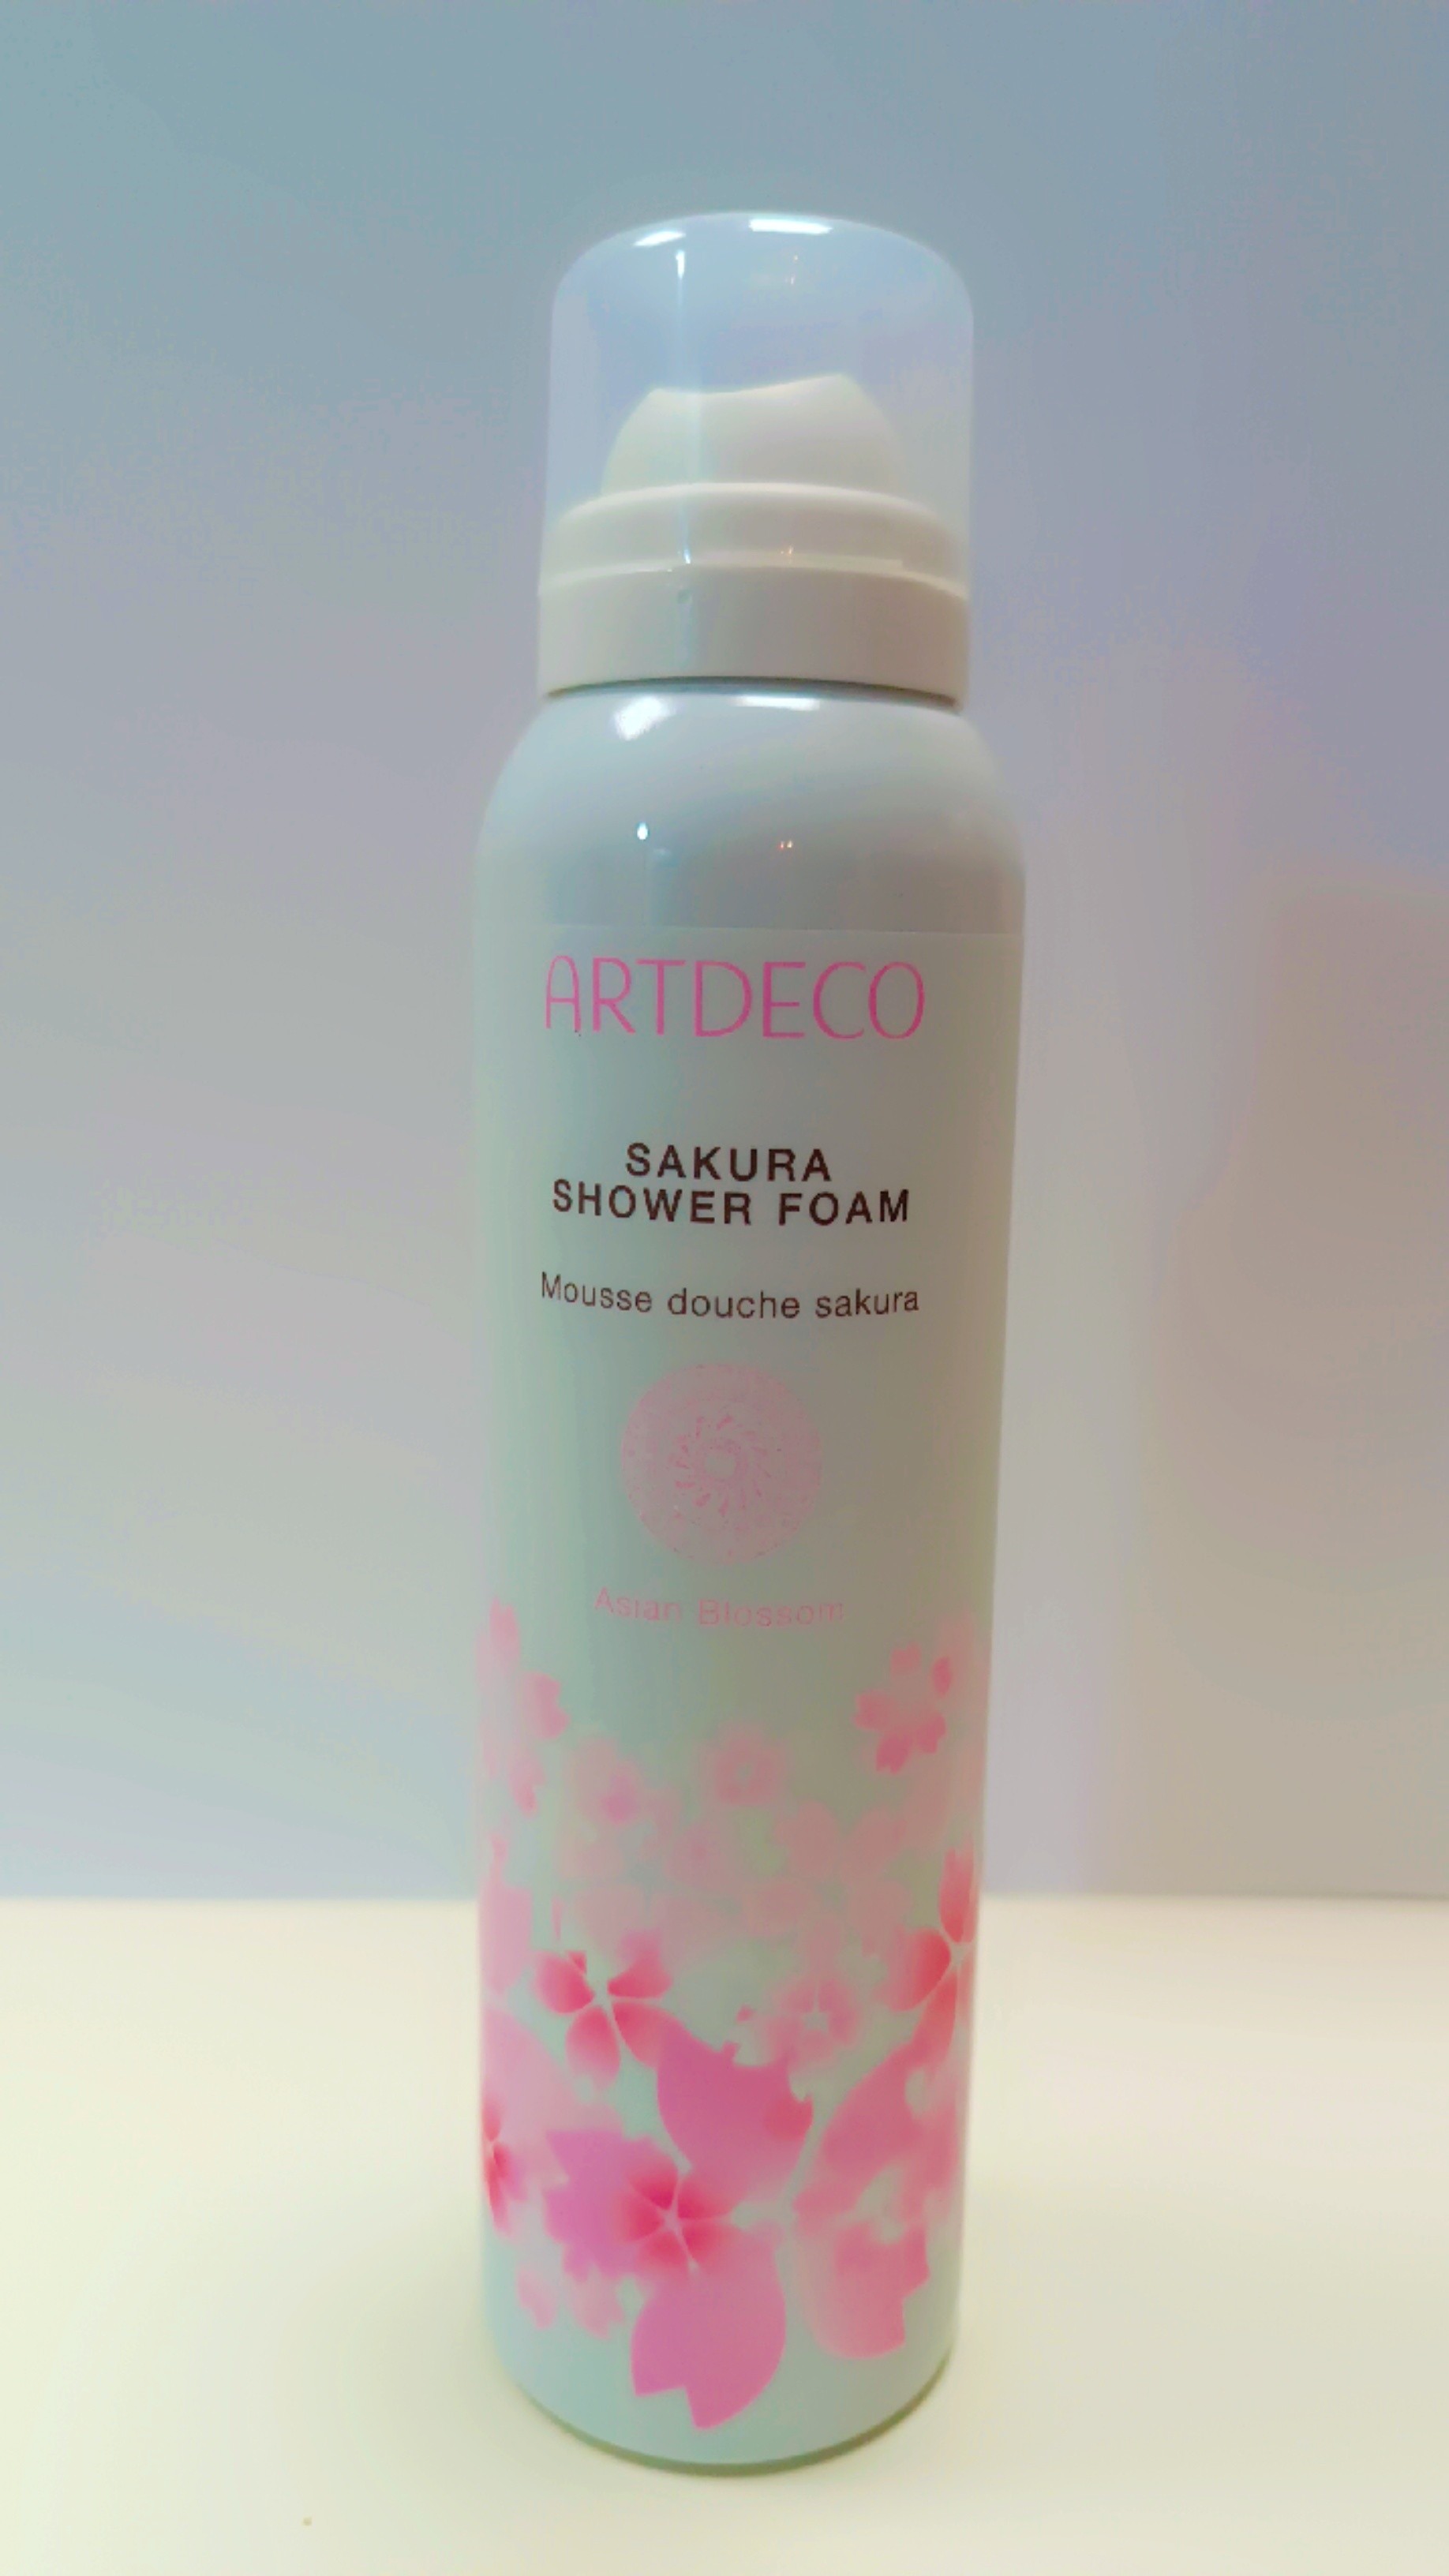 ARTDECO
SAKURA
SHOWER FOAM
Mousse douche sakura
Asian Blossom